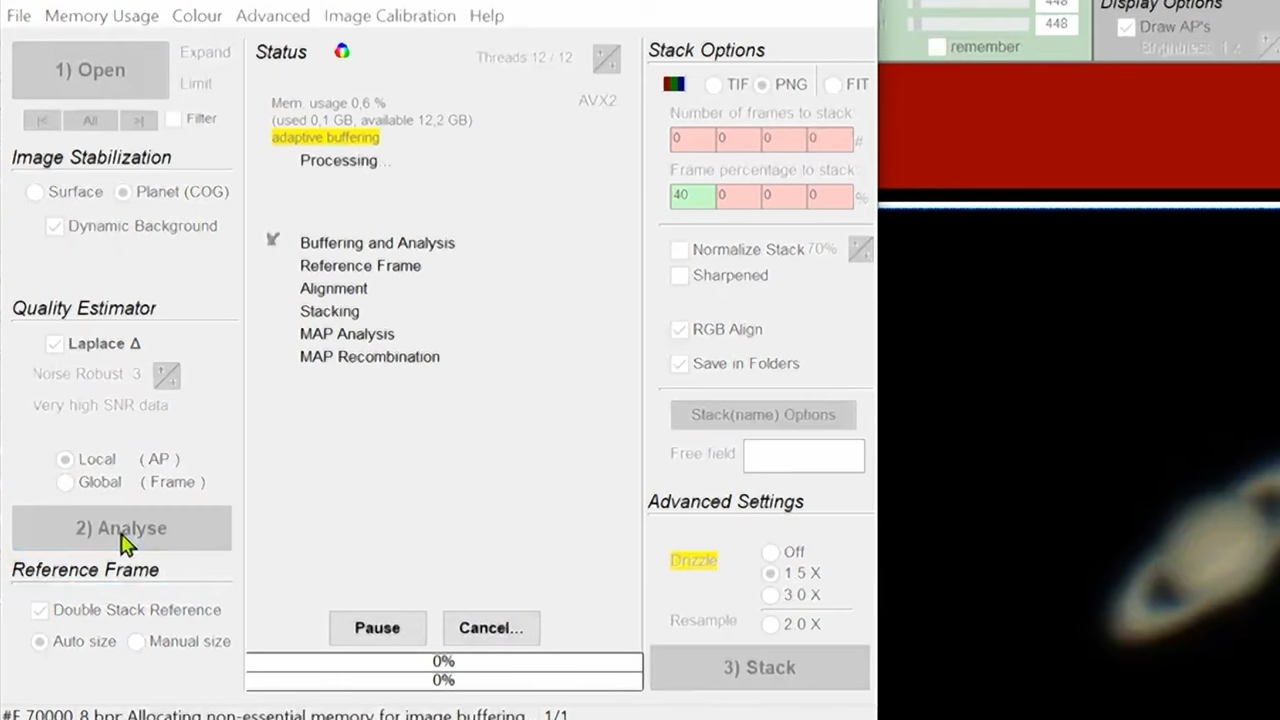 File Memory Usage Colour Advanced Image Calibration Help
1) Open
Expand
Limit
|< All >|
Filter
Image Stabilization
Surface Planet (COG)
Dynamic Background
Quality Estimator
Laplace Δ
Noise Robust 3
Very high SNR data
Local ( AP )
Global ( Frame )
2) Analyse
Reference Frame
Double Stack Reference
Auto size Manual size
Status
Threads 12 / 12
AVX2
Mem. usage 0,6 %
(used 0,1 GB, available 12,2 GB)
adaptive buffering
Processing...
Buffering and Analysis
Reference Frame
Alignment
Stacking
MAP Analysis
MAP Recombination
Pause Cancel...
0%
0%
#F 70000 8 bpr Allocating non-essential memory for image buffering 1/1
Stack Options
TIF PNG FIT
Number of frames to stack
0 0 0 0 #
Frame percentage to stack
40 0 0 0 %
Normalize Stack 70%
Sharpened
RGB Align
Save in Folders
Stack(name) Options
Free field
Advanced Settings
Drizzle
Off
1 5 X
3 0 X
Resample
2 0 X
3) Stack
448
448
remember
Display Options
Draw AP's
Brightness 1 x